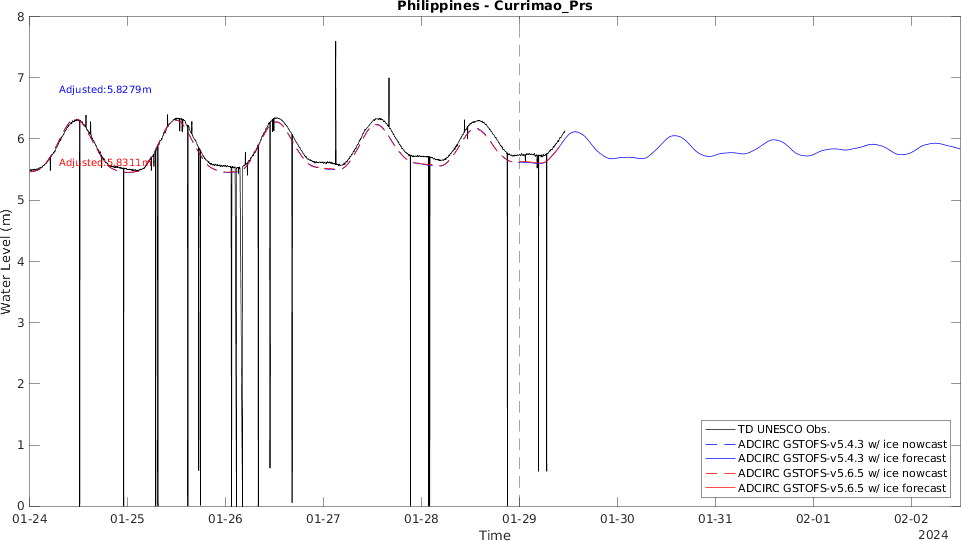 Philippines - Currimao_Prs
8
7
6
5
4
3
2
1
0
Water Level (m)
Adjusted:5.8279m
Adjusted:5.8311m
TD UNESCO Obs.
ADCIRC GSTOFS-v5.4.3 w/ ice nowcast
ADCIRC GSTOFS-v5.4.3 w/ ice forecast
ADCIRC GSTOFS-v5.6.5 w/ ice nowcast
ADCIRC GSTOFS-v5.6.5 w/ ice forecast
01-24 01-25 01-26 01-27 01-28 01-29 01-30 01-31 02-01 02-02
Time
2024